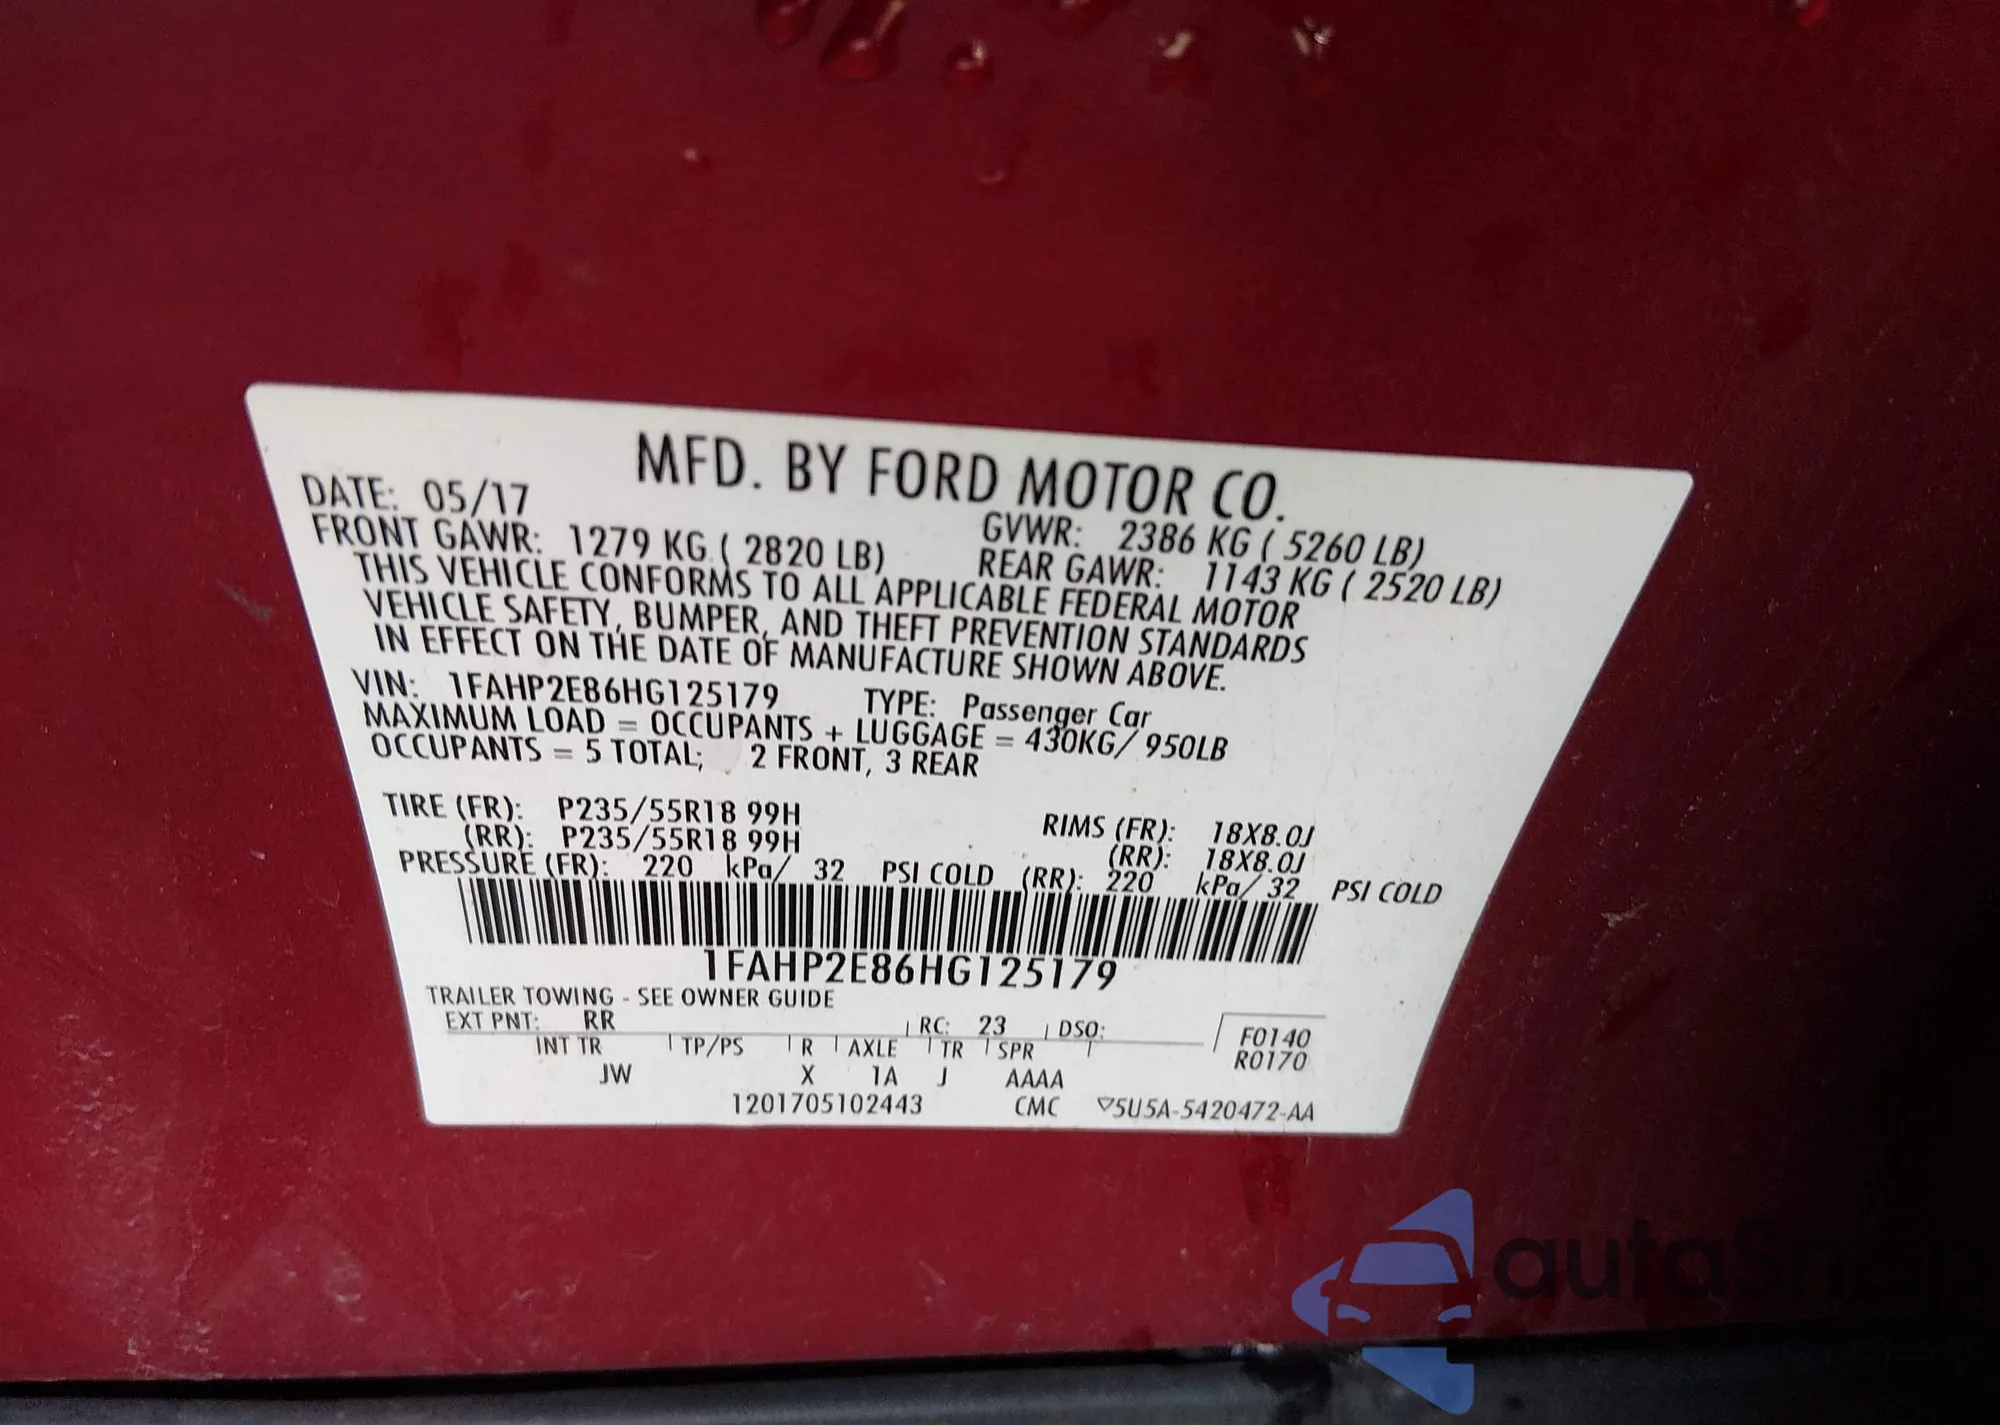 MFD. BY FORD MOTOR CO.
DATE: 05/17 GVWR: 2386 KG ( 5260 LB)
FRONT GAWR: 1279 KG ( 2820 LB) REAR GAWR: 1143 KG ( 2520 LB)
THIS VEHICLE CONFORMS TO ALL APPLICABLE FEDERAL MOTOR
VEHICLE SAFETY, BUMPER, AND THEFT PREVENTION STANDARDS
IN EFFECT ON THE DATE OF MANUFACTURE SHOWN ABOVE.
VIN: 1FAHP2E86HG125179 TYPE: Passenger Car
MAXIMUM LOAD = OCCUPANTS + LUGGAGE = 430KG/ 950LB
OCCUPANTS = 5 TOTAL; 2 FRONT, 3 REAR
TIRE (FR): P235/55R18 99H RIMS (FR): 18X8.0J
(RR): P235/55R18 99H (RR): 18X8.0J
PRESSURE (FR): 220 kPa/ 32 PSI COLD (RR): 220 kPa/ 32 PSI COLD
1FAHP2E86HG125179
TRAILER TOWING - SEE OWNER GUIDE
EXT PNT: RR RC: 23 DSO: F0140
INT TR TP/PS R AXLE TR SPR R0170
JW X 1A J AAAA
1201705102443 CMC ▽5U5A-5420472-AA
autoSnap